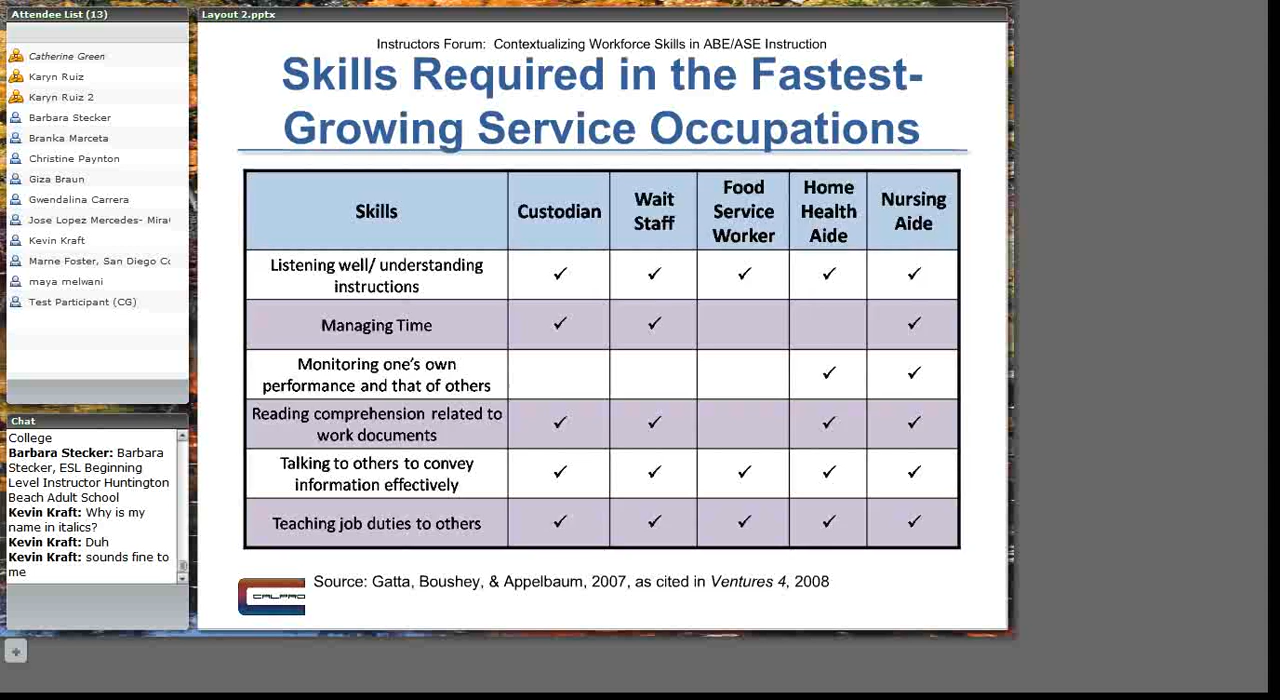 Attendee List (13)
Catherine Green
Karyn Ruiz
Karyn Ruiz 2
Barbara Stecker
Branka Marceta
Christine Paynton
Giza Braun
Gwendalina Carrera
Jose Lopez Mercedes- Mira
Kevin Kraft
Marne Foster, San Diego Co
maya melwani
Test Participant (CG)
Chat
College
Barbara Stecker: Barbara
Stecker, ESL Beginning
Level Instructor Huntington
Beach Adult School
Kevin Kraft: Why is my
name in italics?
Kevin Kraft: Duh
Kevin Kraft: sounds fine to
me
Layout 2.pptx
Instructors Forum: Contextualizing Workforce Skills in ABE/ASE Instruction
Skills Required in the Fastest-
Growing Service Occupations
Skills
Custodian
Wait
Staff
Food
Service
Worker
Home
Health
Aide
Nursing
Aide
Listening well/ understanding
instructions
✓ ✓ ✓ ✓ ✓
Managing Time
✓ ✓ ✓
Monitoring one's own
performance and that of others
✓ ✓
Reading comprehension related to
work documents
✓ ✓ ✓ ✓
Talking to others to convey
information effectively
✓ ✓ ✓ ✓ ✓
Teaching job duties to others
✓ ✓ ✓ ✓ ✓
CALPRO
Source: Gatta, Boushey, & Appelbaum, 2007, as cited in Ventures 4, 2008